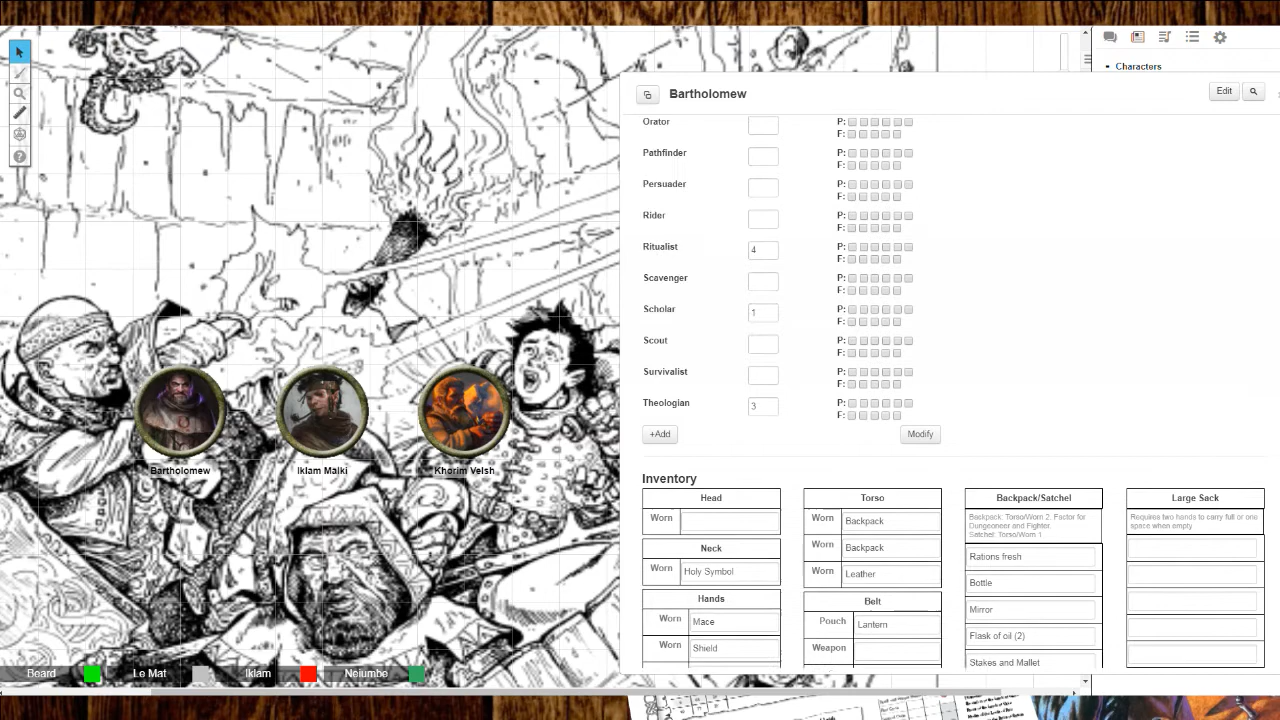 Characters
Bartholomew
Edit
Orator P:
F:
Pathfinder P:
F:
Persuader P:
F:
Rider P:
F:
Ritualist 4 P:
F:
Scavenger P:
F:
Scholar 1 P:
F:
Scout P:
F:
Survivalist P:
F:
Theologian 3 P:
F:
+Add Modify
Inventory
Head
Worn
Neck
Worn Holy Symbol
Hands
Worn Mace
Worn Shield
Torso
Worn Backpack
Worn Backpack
Worn Leather
Belt
Pouch Lantern
Weapon
Backpack/Satchel
Backpack: Torso/Worn 2. Factor for
Dungeoneer and Fighter.
Satchel: Torso/Worn 1
Rations fresh
Bottle
Mirror
Flask of oil (2)
Stakes and Mallet
Large Sack
Requires two hands to carry full or one
space when empty
Bartholomew
Iklam Malki
Khorim Velsh
Beard Le Mat Iklam Neiumbe